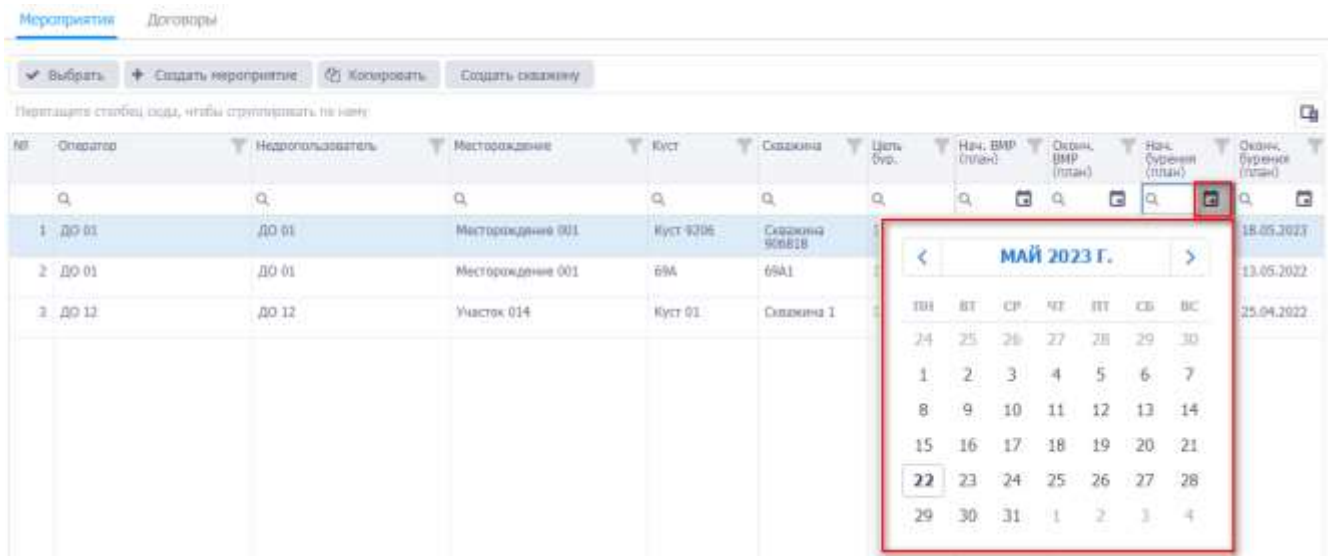 Мероприятия Договоры
Выбрать Создать мероприятие Копировать Создать скважину
Перетащите столбец сюда, чтобы сгруппировать по нему
№ Оператор Недропользователь Месторождение Куст Скважина Цель бур. Нач. ВМР (план) Оконч. ВМР (план) Нач. бурения (план) Оконч. бурения (план)
1 ДО 01 ДО 01 Месторождение 001 Куст 9206 Скважина 90681В 18.05.2023
2 ДО 01 ДО 01 Месторождение 001 69А 69А1 13.05.2022
3 ДО 12 ДО 12 Участок 014 Куст 01 Скважина 1 25.04.2022
МАЙ 2023 Г.
ПН ВТ СР ЧТ ПТ СБ ВС
24 25 26 27 28 29 30
1 2 3 4 5 6 7
8 9 10 11 12 13 14
15 16 17 18 19 20 21
22 23 24 25 26 27 28
29 30 31 1 2 3 4